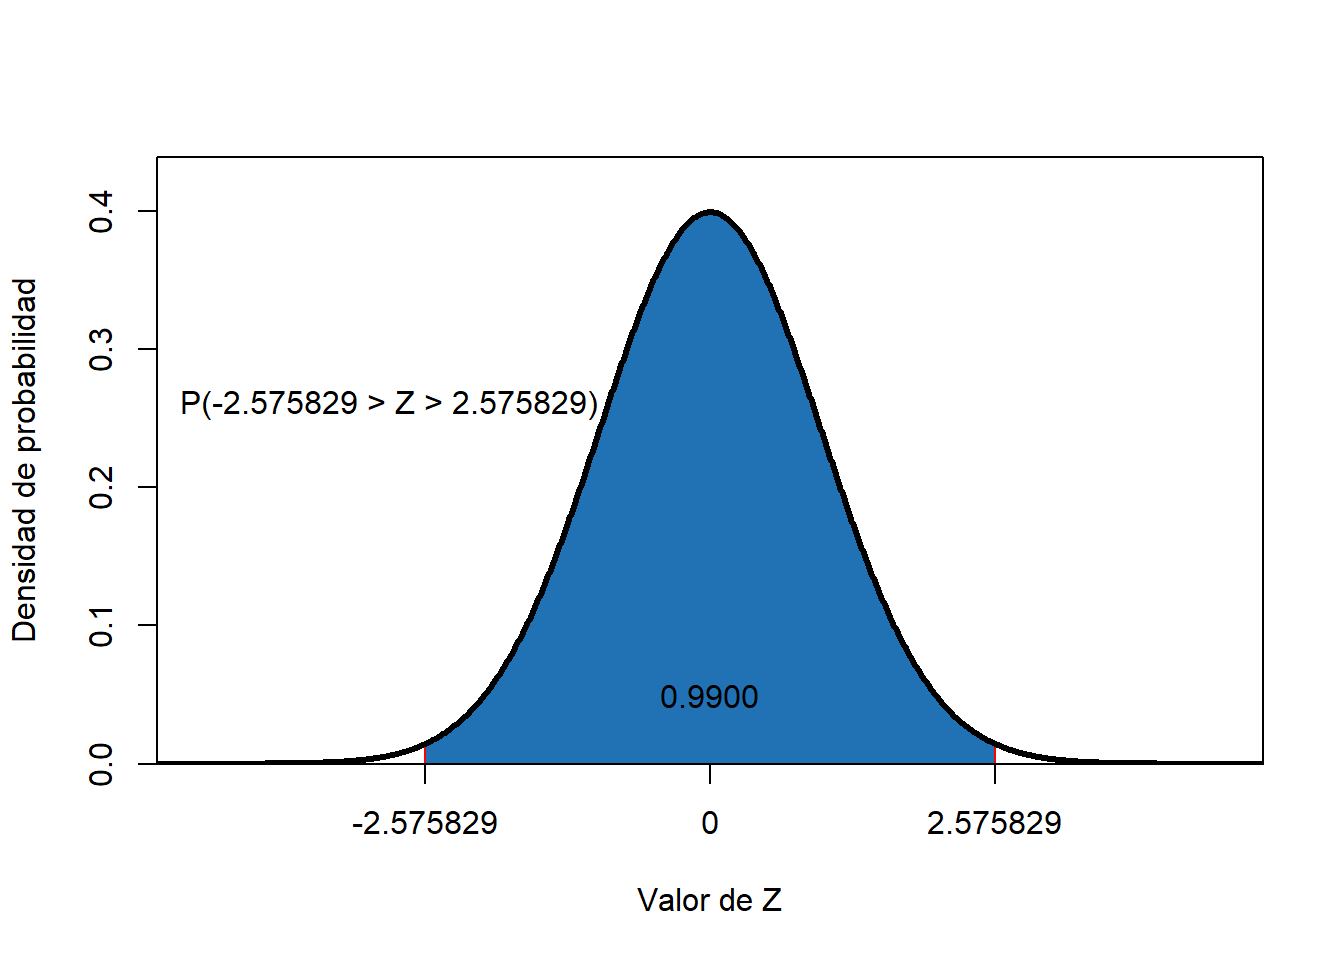 Densidad de probabilidad
0.4
0.3
0.2
0.1
0.0
P(-2.575829 > Z > 2.575829)
0.9900
-2.575829 0 2.575829
Valor de Z